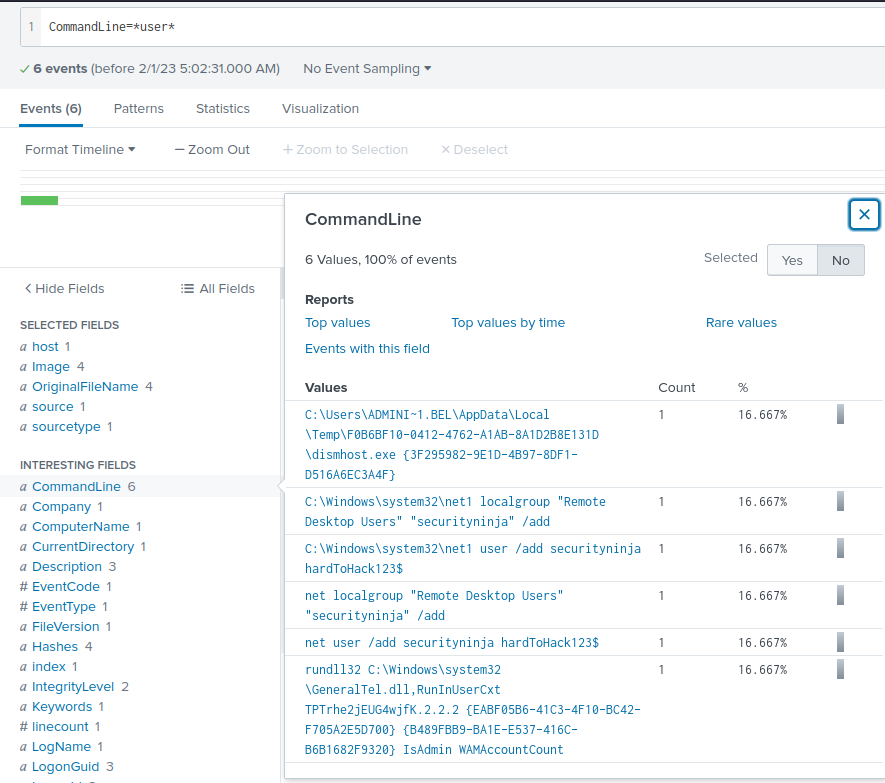 1 CommandLine=*user*
6 events (before 2/1/23 5:02:31.000 AM) No Event Sampling
Events (6) Patterns Statistics Visualization
Format Timeline — Zoom Out + Zoom to Selection × Deselect
CommandLine
6 Values, 100% of events
Selected Yes No
Reports
Top values Top values by time Rare values
Events with this field
Values Count %
C:\Users\ADMINI~1.BEL\AppData\Local 1 16.667%
\Temp\F0B6BF10-0412-4762-A1AB-8A1D2B8E131D
\dismhost.exe {3F295982-9E1D-4B97-8DF1-
D516A6EC3A4F}
C:\Windows\system32\net1 localgroup "Remote 1 16.667%
Desktop Users" "securityninja" /add
C:\Windows\system32\net1 user /add securityninja 1 16.667%
hardToHack123$
net localgroup "Remote Desktop Users" 1 16.667%
"securityninja" /add
net user /add securityninja hardToHack123$ 1 16.667%
rundll32 C:\Windows\system32 1 16.667%
\GeneralTel.dll,RunInUserCxt
TPTrhe2jEUG4wjfK.2.2.2 {EABF05B6-41C3-4F10-BC42-
F705A2E5D700} {B489FBB9-BA1E-E537-416C-
B6B1682F9320} IsAdmin WAMAccountCount
Hide Fields All Fields
SELECTED FIELDS
a host 1
a Image 4
a OriginalFileName 4
a source 1
a sourcetype 1
INTERESTING FIELDS
a CommandLine 6
a Company 1
a ComputerName 1
a CurrentDirectory 1
a Description 3
# EventCode 1
# EventType 1
a FileVersion 1
a Hashes 4
a index 1
a IntegrityLevel 2
a Keywords 1
# linecount 1
a LogName 1
a LogonGuid 3